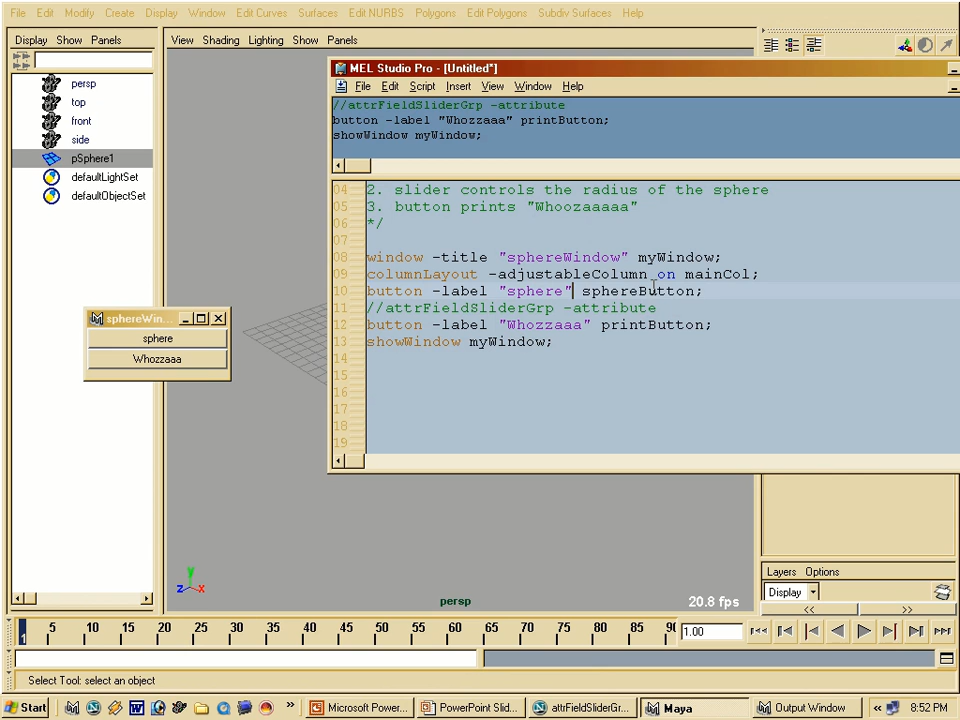 File Edit Modify Create Display Window Edit Curves Surfaces Edit NURBS Polygons Edit Polygons Subdiv Surfaces Help
Display Show Panels
View Shading Lighting Show Panels
persp
top
front
side
pSphere1
defaultLightSet
defaultObjectSet
MEL Studio Pro - [Untitled*]
File Edit Script Insert View Window Help
//attrFieldSliderGrp -attribute
button -label "Whozzaaa" printButton;
showWindow myWindow;
04 2. slider controls the radius of the sphere
05 3. button prints "Whoozaaaaa"
06 */
07
08 window -title "sphereWindow" myWindow;
09 columnLayout -adjustableColumn on mainCol;
10 button -label "sphere" sphereButton;
11 //attrFieldSliderGrp -attribute
12 button -label "Whozzaaa" printButton;
13 showWindow myWindow;
14
15
16
17
18
19
sphereWin...
sphere
Whozzaaa
y
z x
persp
20.8 fps
Layers Options
Display
<< >>
1 5 10 15 20 25 30 35 40 45 50 55 60 65 70 75 80 85 90
1.00
Select Tool: select an object
Start
Microsoft Power...
PowerPoint Slid...
attrFieldSliderGr...
Maya
Output Window
8:52 PM